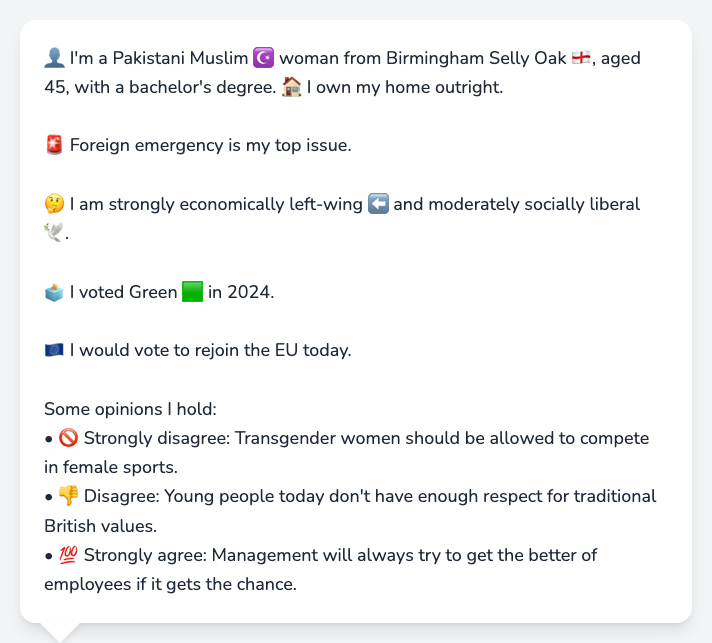 👤 I'm a Pakistani Muslim ☪️ woman from Birmingham Selly Oak 🏴󠁧󠁢󠁥󠁮󠁧󠁿, aged
45, with a bachelor's degree. 🏠 I own my home outright.
🚨 Foreign emergency is my top issue.
🤔 I am strongly economically left-wing ⬅️ and moderately socially liberal
🕊️.
🗳️ I voted Green 🟩 in 2024.
🇪🇺 I would vote to rejoin the EU today.
Some opinions I hold:
• 🚫 Strongly disagree: Transgender women should be allowed to compete
in female sports.
• 👎 Disagree: Young people today don't have enough respect for traditional
British values.
• 💯 Strongly agree: Management will always try to get the better of
employees if it gets the chance.